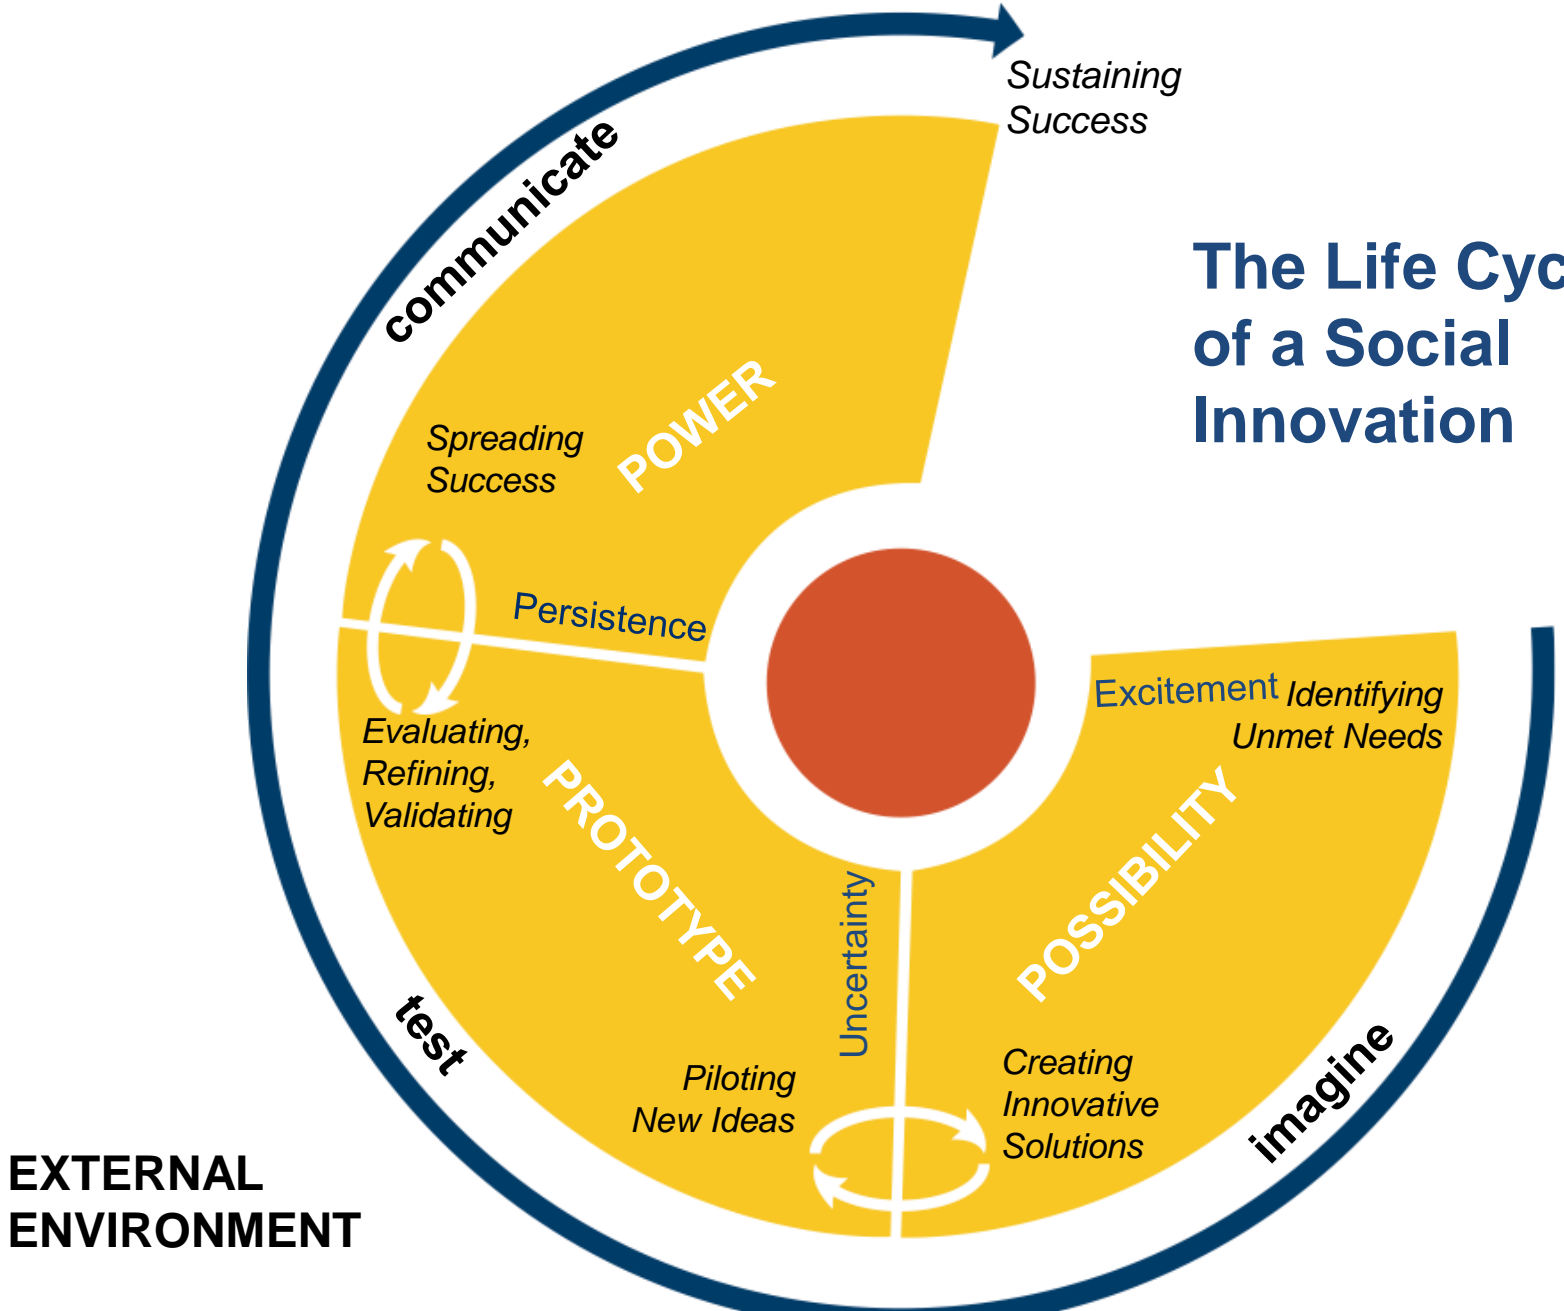 Sustaining
Success
communicate
The Life Cyc
of a Social
Innovation
POWER
Spreading
Success
Persistence
Excitement
Identifying
Unmet Needs
Evaluating,
Refining,
Validating
PROTOTYPE
POSSIBILITY
Uncertainty
test
Piloting
New Ideas
Creating
Innovative
Solutions
imagine
EXTERNAL
ENVIRONMENT